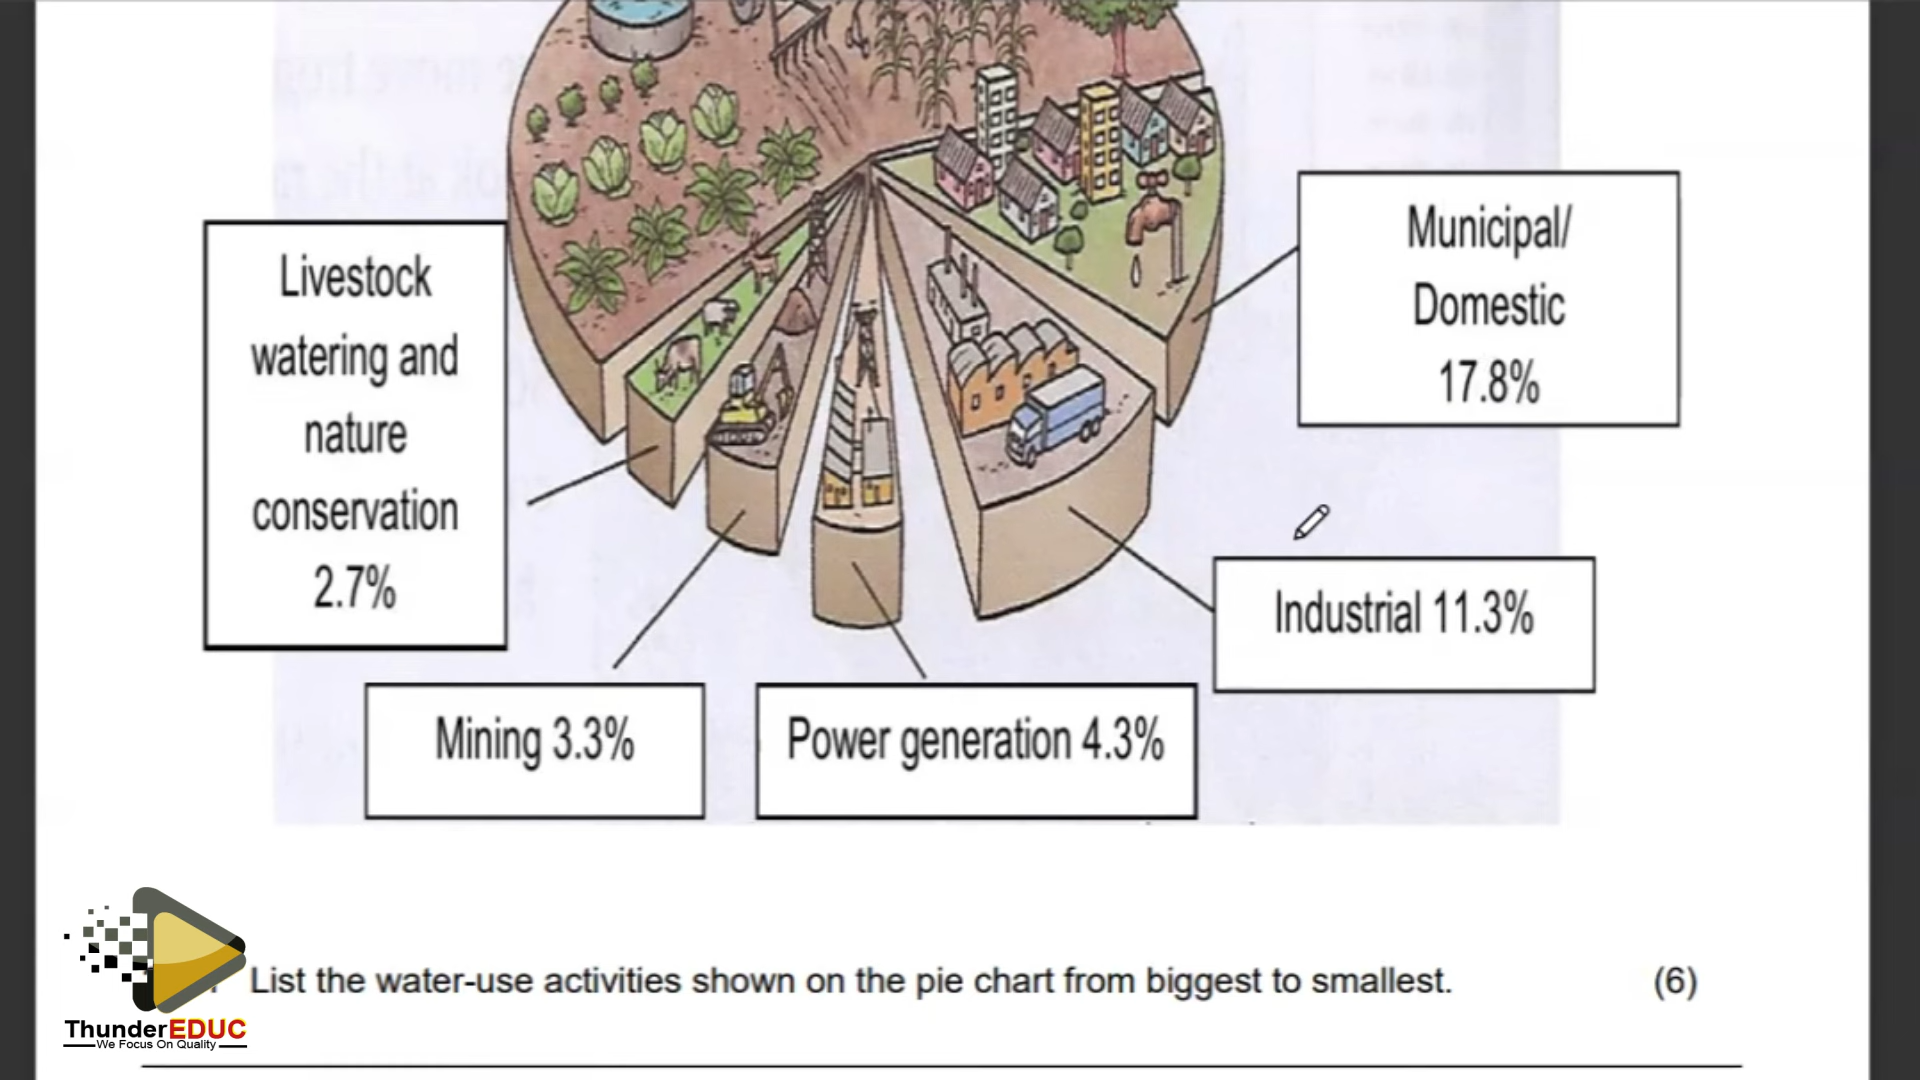 Livestock
watering and
nature
conservation
2.7%
Municipal/
Domestic
17.8%
Industrial 11.3%
Mining 3.3%
Power generation 4.3%
List the water-use activities shown on the pie chart from biggest to smallest. (6)
ThunderEDUC
We Focus On Quality